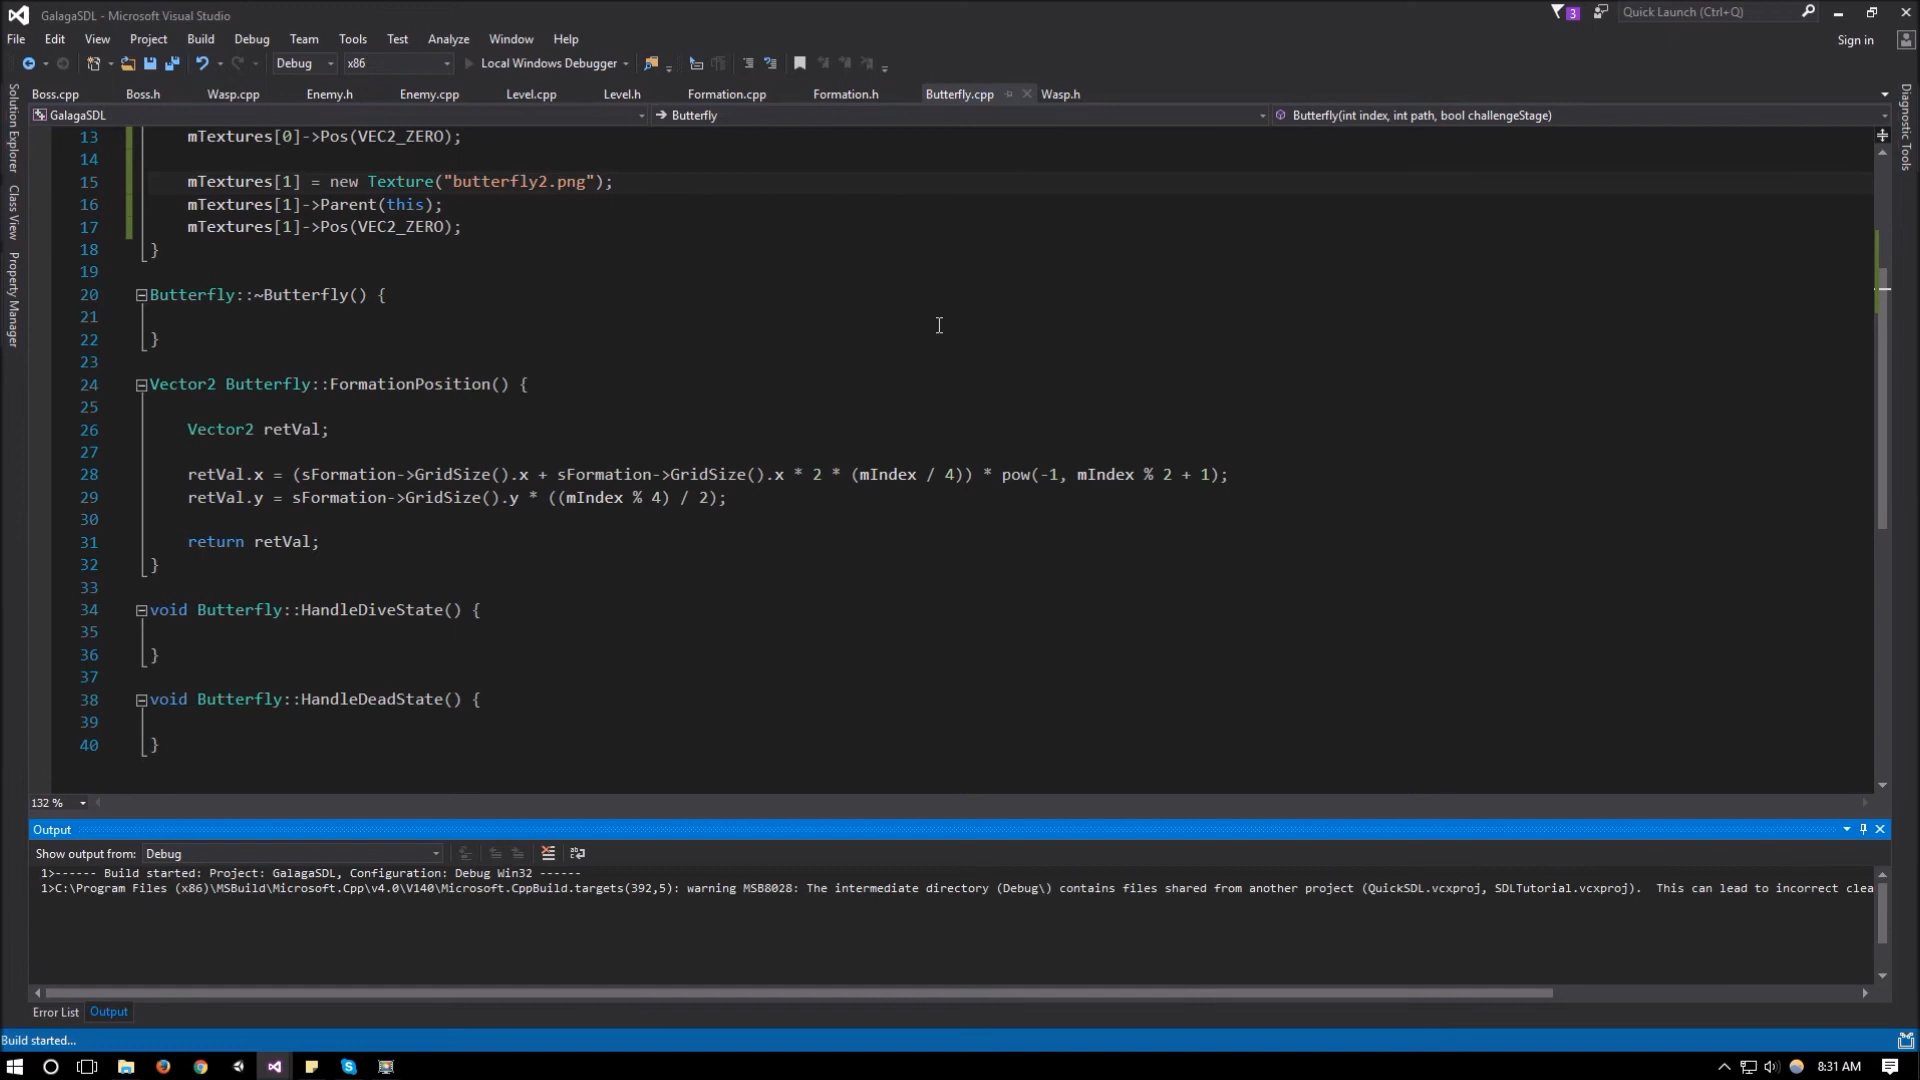 GalagaSDL - Microsoft Visual Studio
3
Quick Launch (Ctrl+Q)
File Edit View Project Build Debug Team Tools Test Analyze Window Help
Sign in
Debug x86 Local Windows Debugger
Boss.cpp Boss.h Wasp.cpp Enemy.h Enemy.cpp Level.cpp Level.h Formation.cpp Formation.h Butterfly.cpp Wasp.h
GalagaSDL Butterfly Butterfly(int index, int path, bool challengeStage)
Solution Explorer
Class View
Property Manager
Diagnostic Tools
13 mTextures[0]->Pos(VEC2_ZERO);
14
15 mTextures[1] = new Texture("butterfly2.png");
16 mTextures[1]->Parent(this);
17 mTextures[1]->Pos(VEC2_ZERO);
18 }
19
20 Butterfly::~Butterfly() {
21
22 }
23
24 Vector2 Butterfly::FormationPosition() {
25
26 Vector2 retVal;
27
28 retVal.x = (sFormation->GridSize().x + sFormation->GridSize().x * 2 * (mIndex / 4)) * pow(-1, mIndex % 2 + 1);
29 retVal.y = sFormation->GridSize().y * ((mIndex % 4) / 2);
30
31 return retVal;
32 }
33
34 void Butterfly::HandleDiveState() {
35
36 }
37
38 void Butterfly::HandleDeadState() {
39
40 }
132 %
Output
Show output from: Debug
1>------ Build started: Project: GalagaSDL, Configuration: Debug Win32 ------
1>C:\Program Files (x86)\MSBuild\Microsoft.Cpp\v4.0\V140\Microsoft.CppBuild.targets(392,5): warning MSB8028: The intermediate directory (Debug\) contains files shared from another project (QuickSDL.vcxproj, SDLTutorial.vcxproj).  This can lead to incorrect clea
Error List Output
Build started...
8:31 AM